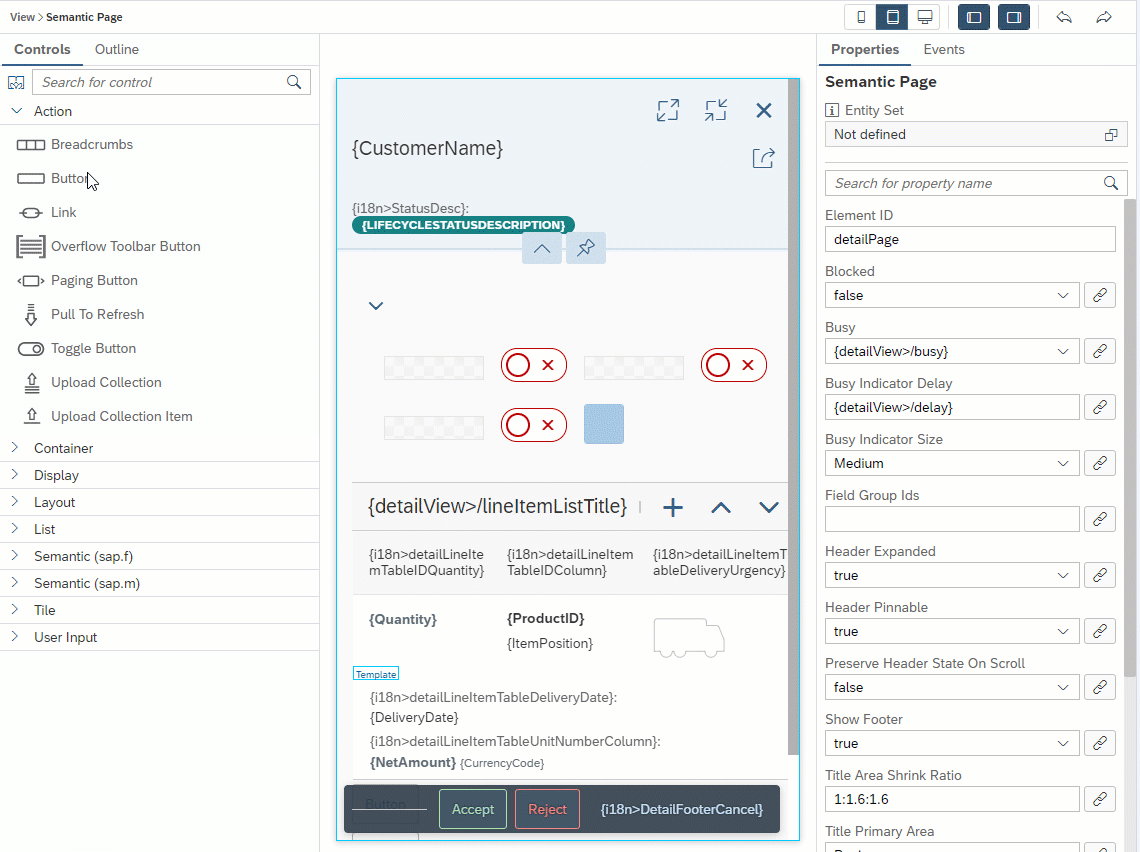 View > Semantic Page
Controls
Outline
Search for control
Action
Breadcrumbs
Button
Link
Overflow Toolbar Button
Paging Button
Pull To Refresh
Toggle Button
Upload Collection
Upload Collection Item
Container
Display
Layout
List
Semantic (sap.f)
Semantic (sap.m)
Tile
User Input
{CustomerName}
{i18n>StatusDesc}:
{LIFECYCLESTATUSDESCRIPTION}
{detailView>/lineItemListTitle}
{i18n>detailLineIte
mTableIDQuantity}
{i18n>detailLineItem
TableIDColumn}
{i18n>detailLineItemT
ableDeliveryUrgency}
{Quantity}
{ProductID}
{ItemPosition}
Template
{i18n>detailLineItemTableDeliveryDate}:
{DeliveryDate}
{i18n>detailLineItemTableUnitNumberColumn}:
{NetAmount} {CurrencyCode}
Button
Accept
Reject
{i18n>DetailFooterCancel}
Properties
Events
Semantic Page
Entity Set
Not defined
Search for property name
Element ID
detailPage
Blocked
false
Busy
{detailView>/busy}
Busy Indicator Delay
{detailView>/delay}
Busy Indicator Size
Medium
Field Group Ids
Header Expanded
true
Header Pinnable
true
Preserve Header State On Scroll
false
Show Footer
true
Title Area Shrink Ratio
1:1.6:1.6
Title Primary Area